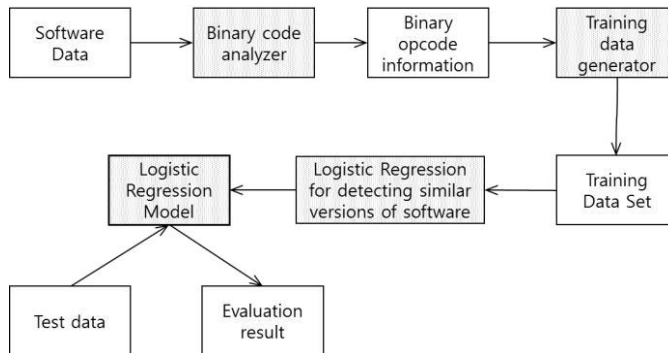 Software
Data
Binary code
analyzer
Binary
opcode
information
Training
data
generator
Logistic
Regression
Model
Logistic Regression
for detecting similar
versions of software
Training
Data Set
Test data
Evaluation
result